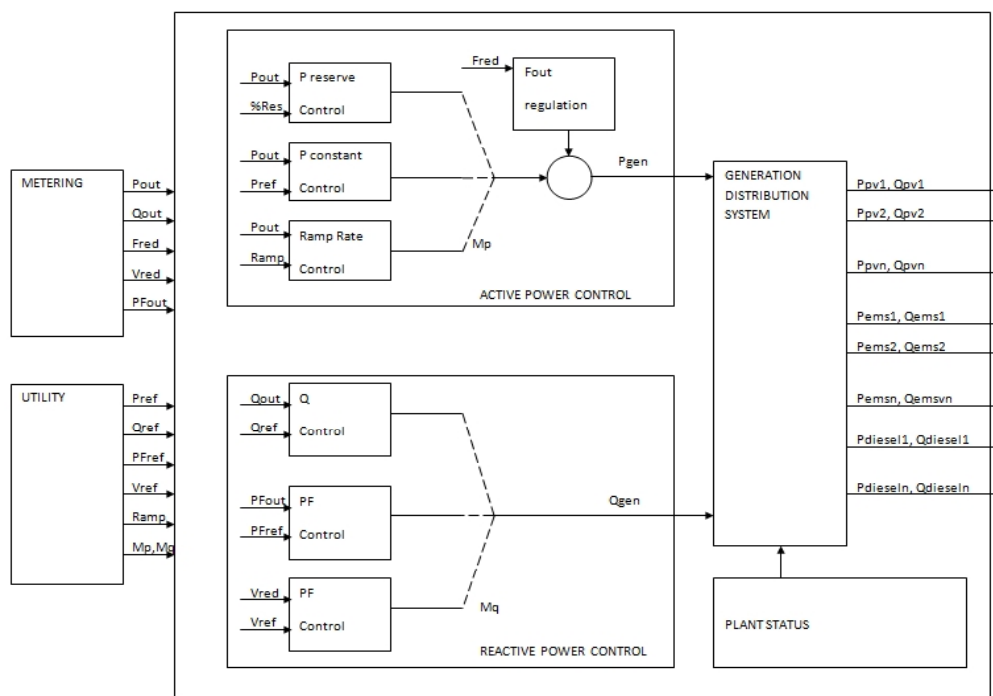 METERING
Pout
Qout
Fred
Vred
PFout
UTILITY
Pref
Qref
PFref
Vref
Ramp
Mp,Mq
Pout
%Res
P reserve
Control
Pout
Pref
P constant
Control
Pout
Ramp
Ramp Rate
Control
Fred
Fout
regulation
Mp
Pgen
ACTIVE POWER CONTROL
Qout
Qref
Q
Control
PFout
PFref
PF
Control
Vred
Vref
PF
Control
Mq
Qgen
REACTIVE POWER CONTROL
GENERATION
DISTRIBUTION
SYSTEM
Ppv1, Qpv1
Ppv2, Qpv2
Ppvn, Qpvn
Pems1, Qems1
Pems2, Qems2
Pemsn, Qemsvn
Pdiesel1, Qdiesel1
Pdieseln, Qdieseln
PLANT STATUS